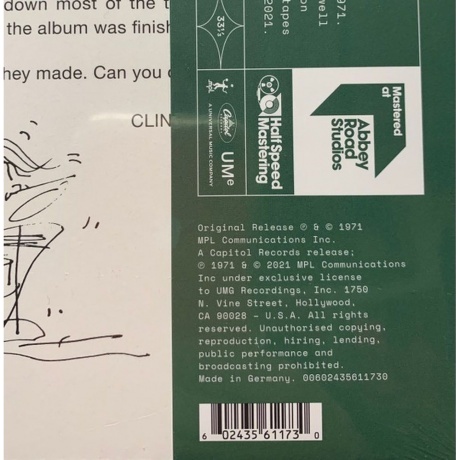 down most of the t
the album was finish
hey made. Can you
CLIN
971.
well
on
tapes
2021.
33⅓
Mastered
at
Abbey
Road
Studios
Half Speed
Mastering
mpl
Capitol
UMe
A UNIVERSAL MUSIC COMPANY
Original Release ℗ & © 1971
MPL Communications Inc.
A Capitol Records release;
℗ 1971 & © 2021 MPL Communications
Inc under exclusive license
to UMG Recordings, Inc. 1750
N. Vine Street, Hollywood,
CA 90028 – U.S.A. All rights
reserved. Unauthorised copying,
reproduction, hiring, lending,
public performance and
broadcasting prohibited.
Made in Germany. 00602435611730
6 02435 61173 0